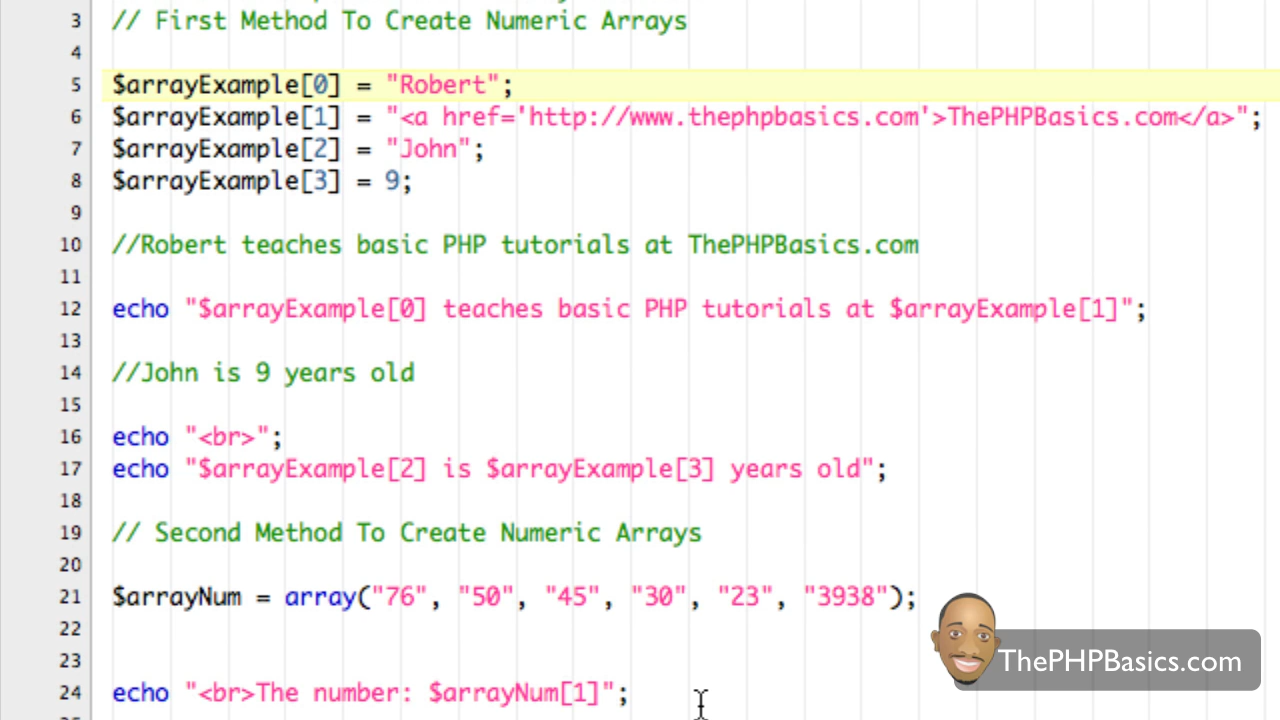 3 // First Method To Create Numeric Arrays
4
5 $arrayExample[0] = "Robert";
6 $arrayExample[1] = "<a href='http://www.thephpbasics.com'>ThePHPBasics.com</a>";
7 $arrayExample[2] = "John";
8 $arrayExample[3] = 9;
9
10 //Robert teaches basic PHP tutorials at ThePHPBasics.com
11
12 echo "$arrayExample[0] teaches basic PHP tutorials at $arrayExample[1]";
13
14 //John is 9 years old
15
16 echo "<br>";
17 echo "$arrayExample[2] is $arrayExample[3] years old";
18
19 // Second Method To Create Numeric Arrays
20
21 $arrayNum = array("76", "50", "45", "30", "23", "3938");
22
23
ThePHPBasics.com
24 echo "<br>The number: $arrayNum[1]";